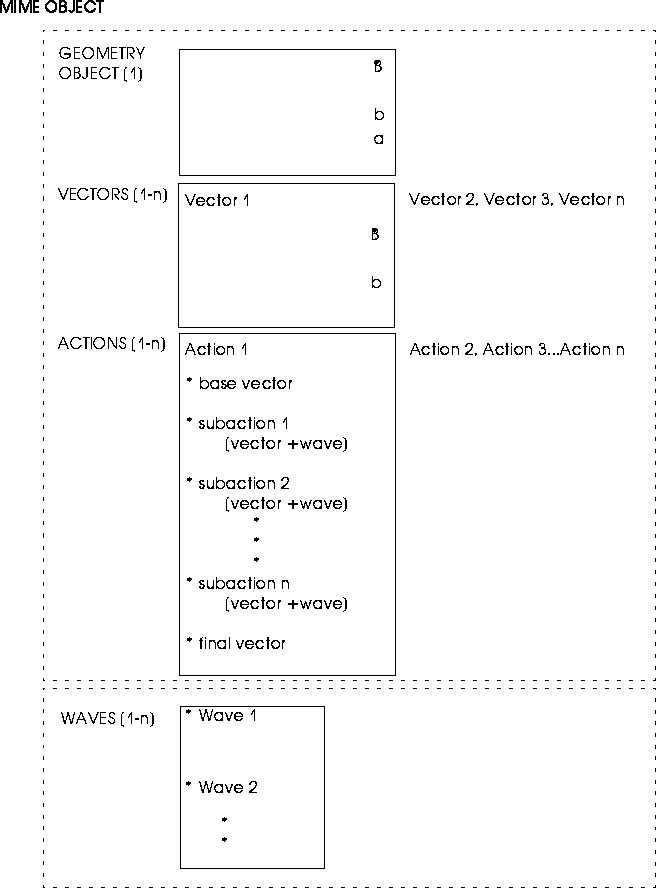 MIME OBJECT
GEOMETRY
OBJECT (1)
b
a
VECTORS (1-n)
Vector 1
Vector 2, Vector 3, Vector n
b
ACTIONS (1-n)
Action 1
Action 2, Action 3...Action n
* base vector
* subaction 1
(vector +wave)
* subaction 2
(vector +wave)
*
*
*
* subaction n
(vector +wave)
* final vector
WAVES (1-n)
* Wave 1
* Wave 2
*
*